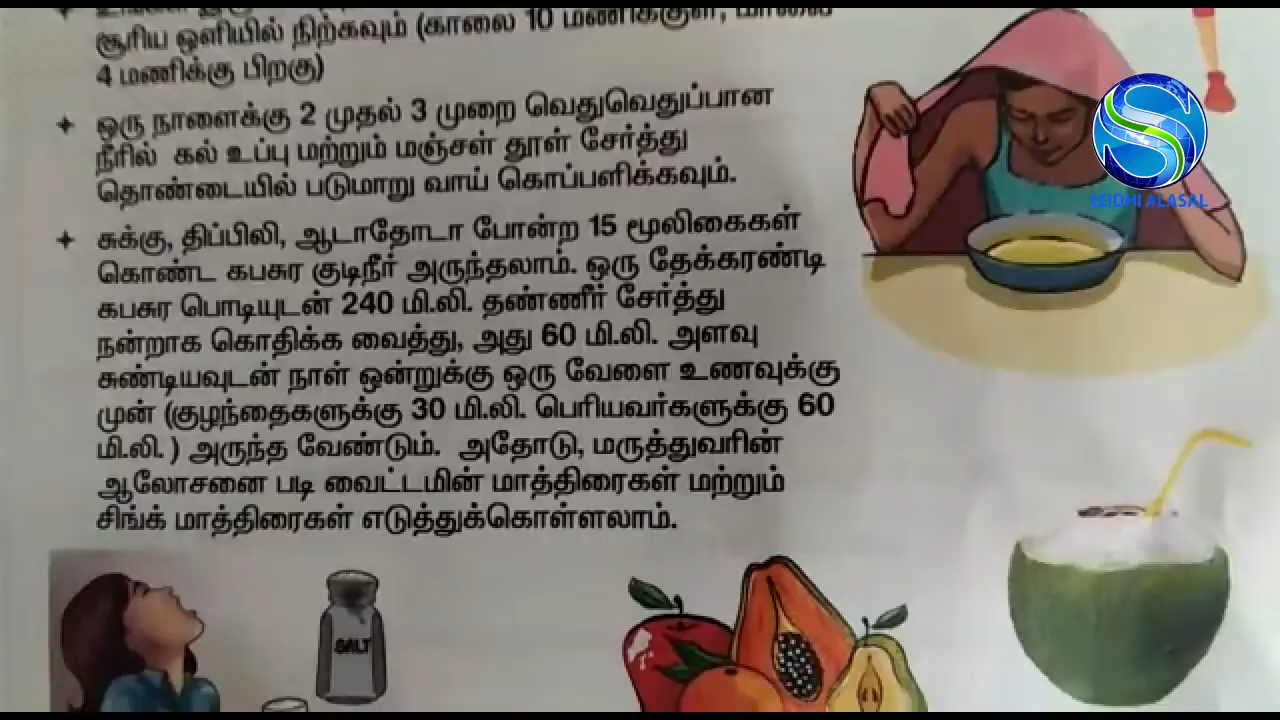 சூரிய ஒளியில் நிற்கவும் (காலை 10 மணிக்குள், மாலை
4 மணிக்கு பிறகு)
ஒரு நாளைக்கு 2 முதல் 3 முறை வெதுவெதுப்பான
நீரில் கல் உப்பு மற்றும் மஞ்சள் தூள் சேர்த்து
தொண்டையில் படுமாறு வாய் கொப்பளிக்கவும்.
சுக்கு, திப்பிலி, ஆடாதோடா போன்ற 15 மூலிகைகள்
கொண்ட கபசுர குடிநீர் அருந்தலாம். ஒரு தேக்கரண்டி
கபசுர பொடியுடன் 240 மி.லி. தண்ணீர் சேர்த்து
நன்றாக கொதிக்க வைத்து, அது 60 மி.லி. அளவு
சுண்டியவுடன் நாள் ஒன்றுக்கு ஒரு வேளை உணவுக்கு
முன் (குழந்தைகளுக்கு 30 மி.லி. பெரியவர்களுக்கு 60
மி.லி. ) அருந்த வேண்டும். அதோடு, மருத்துவரின்
ஆலோசனை படி வைட்டமின் மாத்திரைகள் மற்றும்
சிங்க் மாத்திரைகள் எடுத்துக்கொள்ளலாம்.
SEIDHI ALASAL
SALT